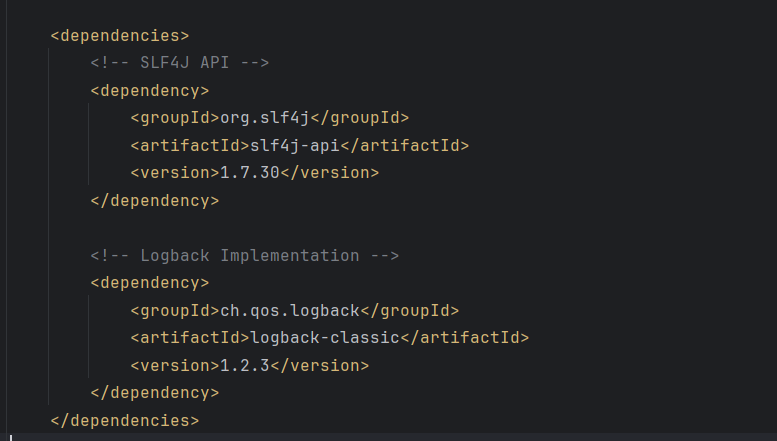 <dependencies>
<!-- SLF4J API -->
<dependency>
<groupId>org.slf4j</groupId>
<artifactId>slf4j-api</artifactId>
<version>1.7.30</version>
</dependency>
<!-- Logback Implementation -->
<dependency>
<groupId>ch.qos.logback</groupId>
<artifactId>logback-classic</artifactId>
<version>1.2.3</version>
</dependency>
</dependencies>